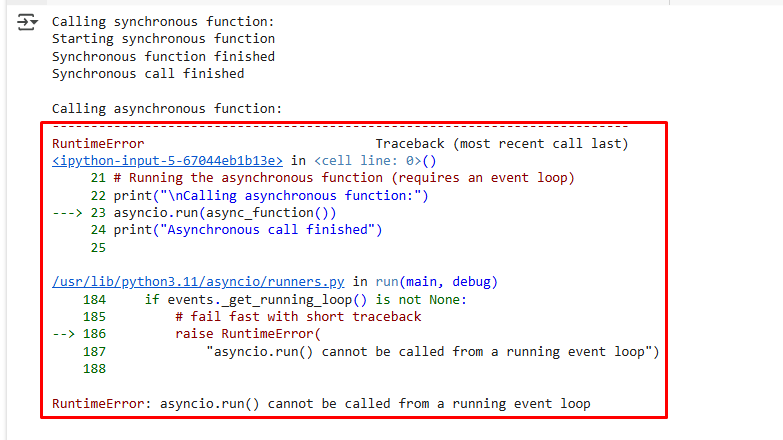 Calling synchronous function:
Starting synchronous function
Synchronous function finished
Synchronous call finished
Calling asynchronous function:
---------------------------------------------------------------------------
RuntimeError                              Traceback (most recent call last)
<ipython-input-5-67044eb1b13e> in <cell line: 0>()
     21 # Running the asynchronous function (requires an event loop)
     22 print("\nCalling asynchronous function:")
---> 23 asyncio.run(async_function())
     24 print("Asynchronous call finished")
     25
/usr/lib/python3.11/asyncio/runners.py in run(main, debug)
    184     if events._get_running_loop() is not None:
    185         # fail fast with short traceback
--> 186         raise RuntimeError(
    187             "asyncio.run() cannot be called from a running event loop")
    188
RuntimeError: asyncio.run() cannot be called from a running event loop